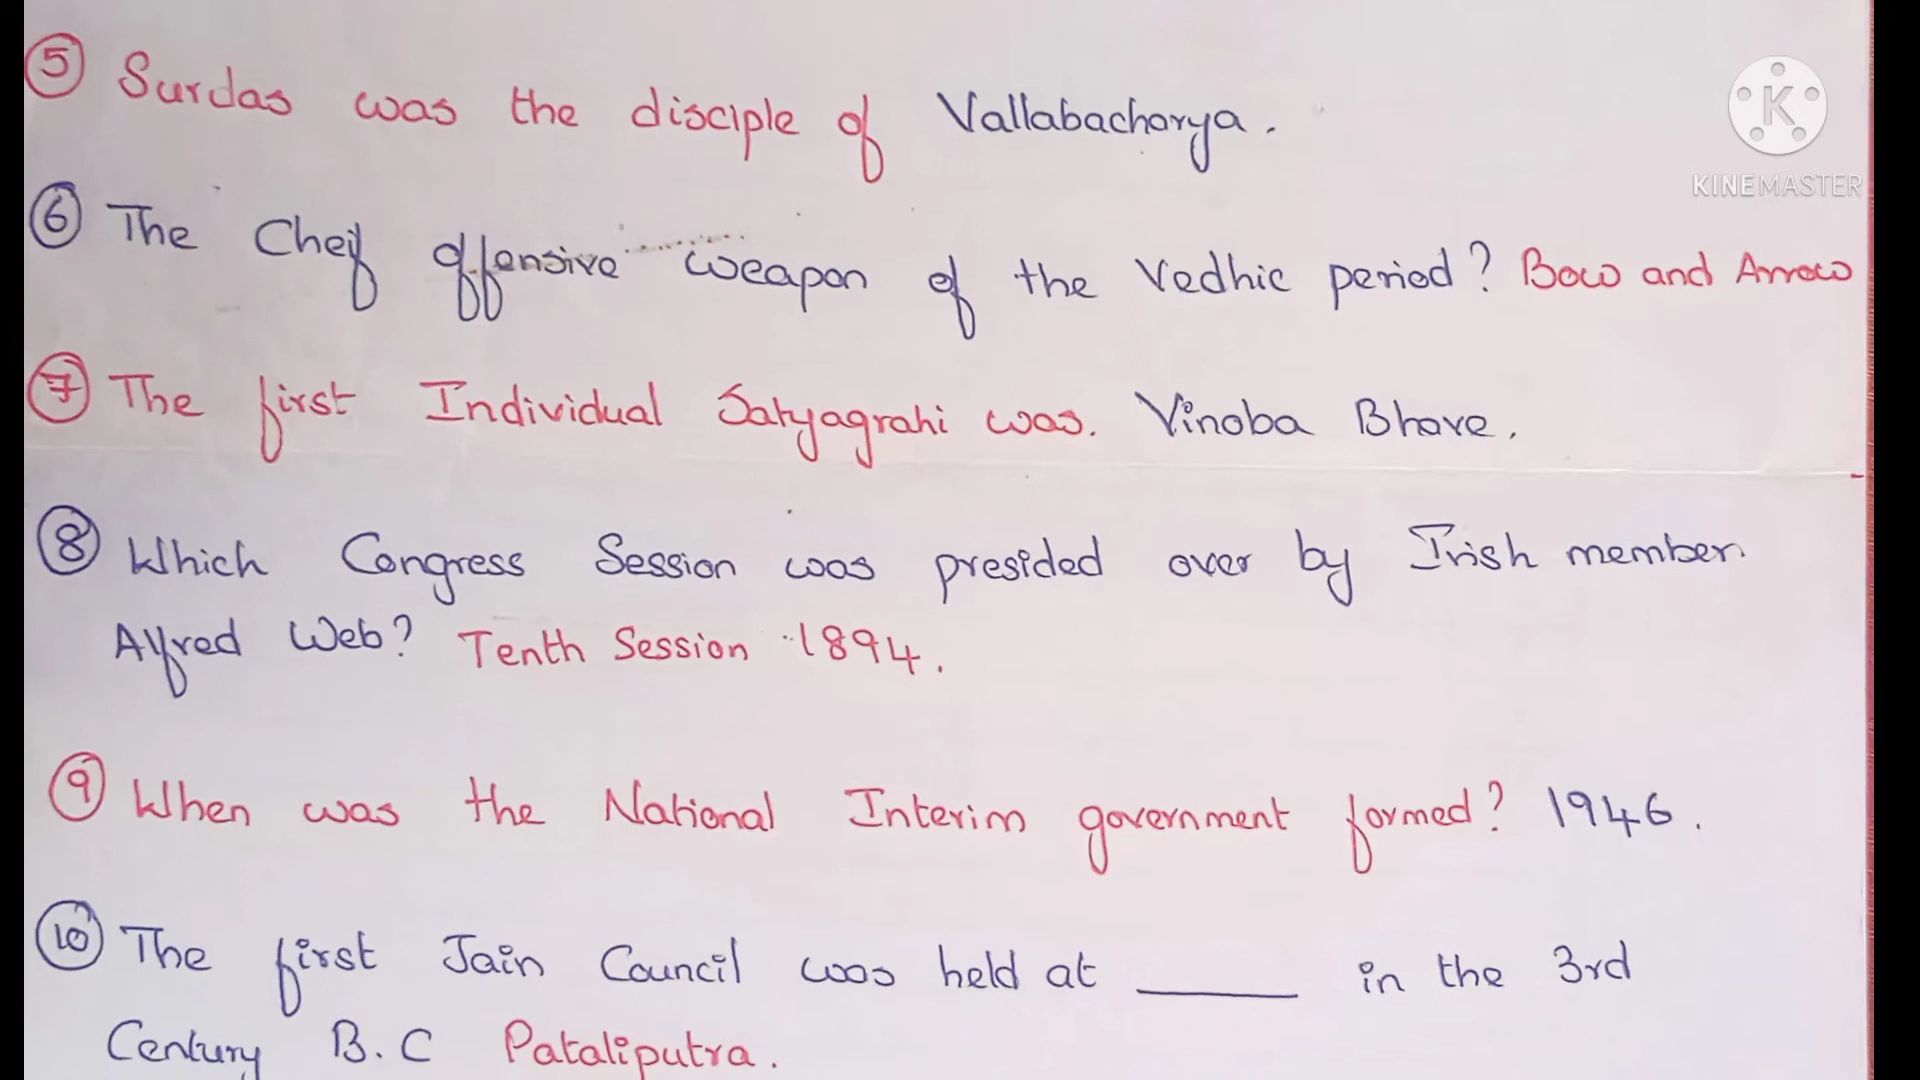 5 Surdas was the disciple of Vallabacharya.
K
KINEMASTER
6 The Cheif offensive weapon of the Vedhic period? Bow and Arrow
7 The first Individual Satyagrahi was. Vinoba Bhave.
8 Which Congress Session was presided over by Irish member
Alfred Web? Tenth Session 1894.
9 When was the National Interim government formed? 1946.
10 The first Jain Council was held at ______ in the 3rd
Century B.C Pataliputra.